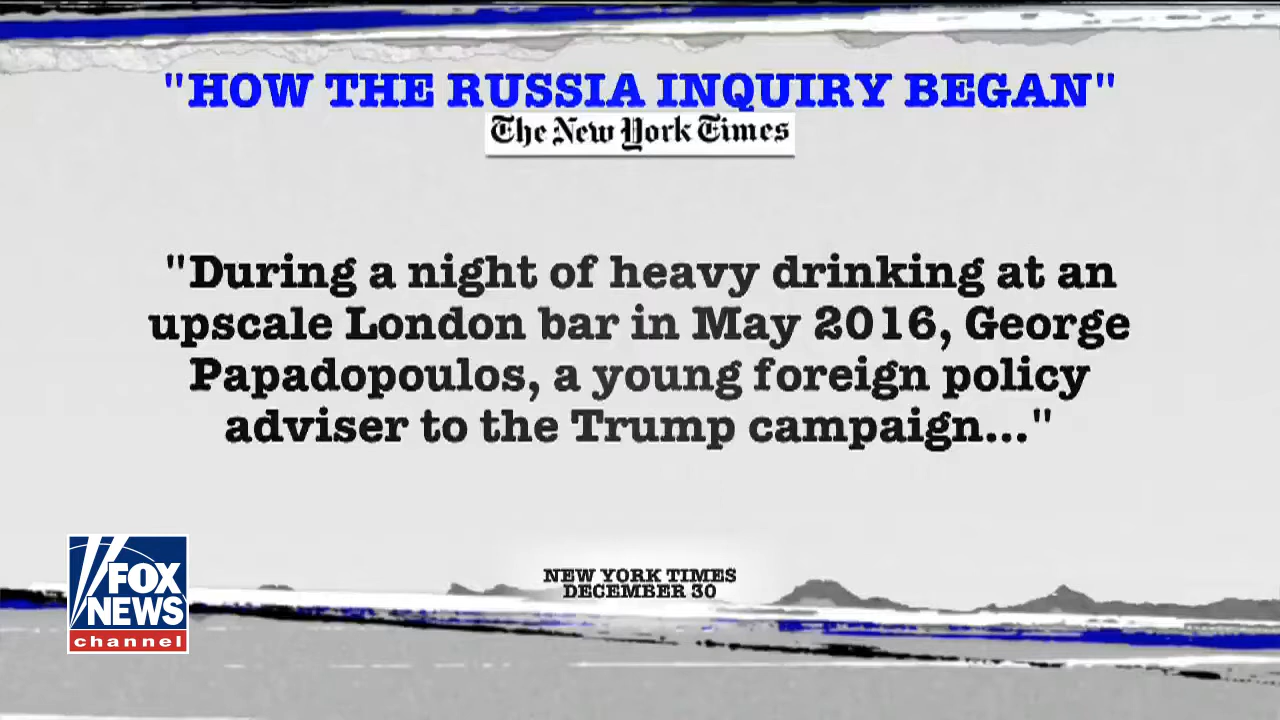 "HOW THE RUSSIA INQUIRY BEGAN"
The New York Times
"During a night of heavy drinking at an
upscale London bar in May 2016, George
Papadopoulos, a young foreign policy
adviser to the Trump campaign..."
NEW YORK TIMES
DECEMBER 30
FOX
NEWS
channel